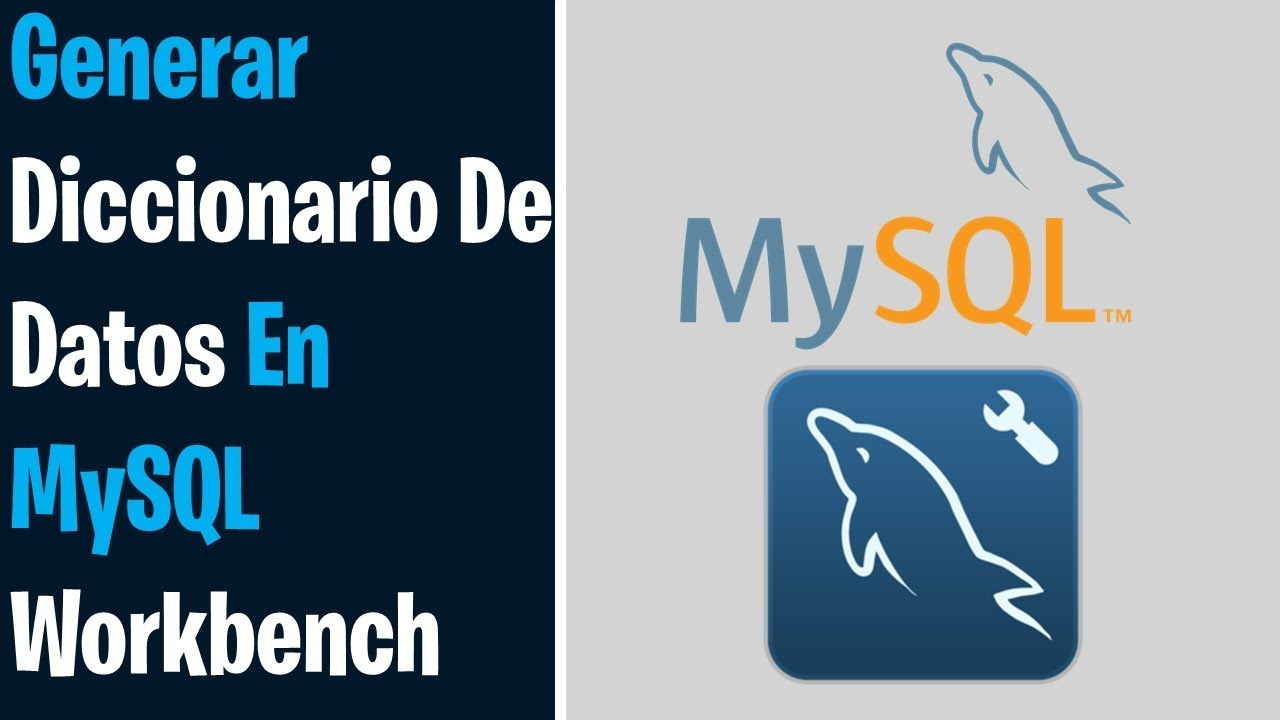 Generar
Diccionario De
Datos En
MySQL
Workbench
MySQL™